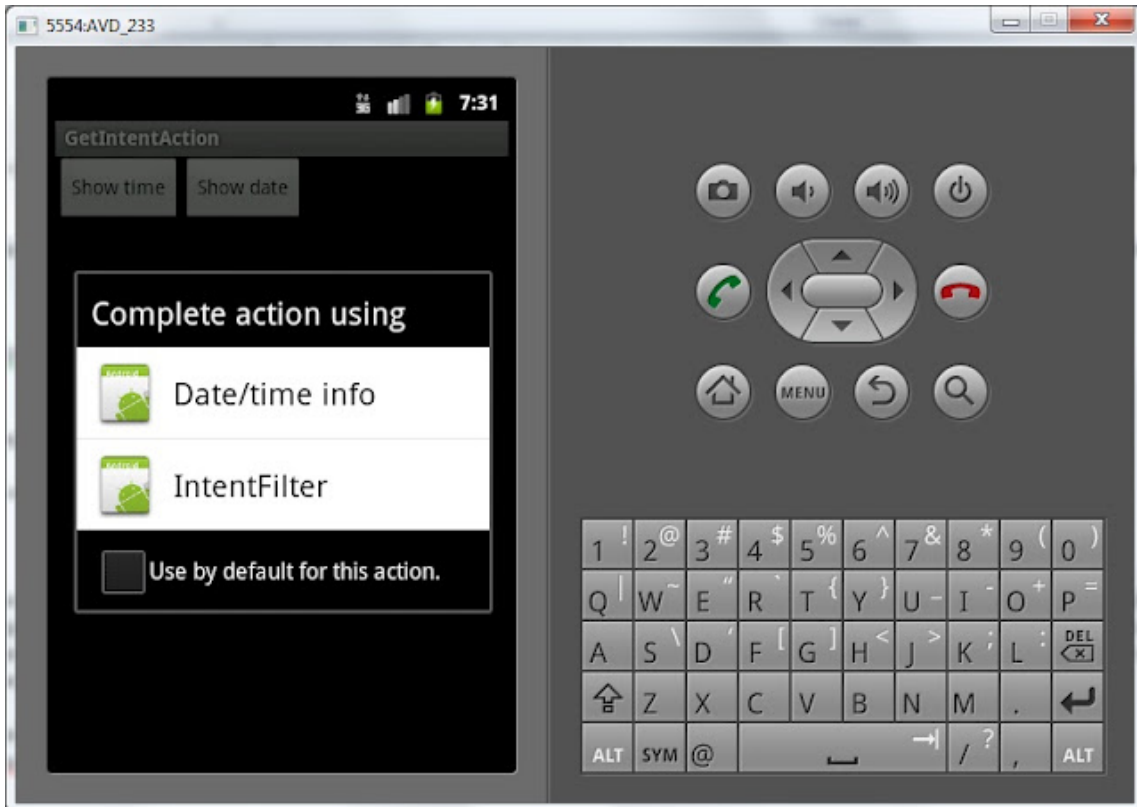 5554:AVD_233
7:31
GetIntentAction
Show time Show date
Complete action using
Date/time info
IntentFilter
Use by default for this action.
MENU
1 ! 2 @ 3 # 4 $ 5 % 6 ^ 7 & 8 * 9 ( 0 )
Q | W ~ E " R ` T { Y } U _ I - O + P =
A S \ D ' F [ G ] H < J > K ; L : DEL
Z X C V B N M .
ALT SYM @ / ? , ALT